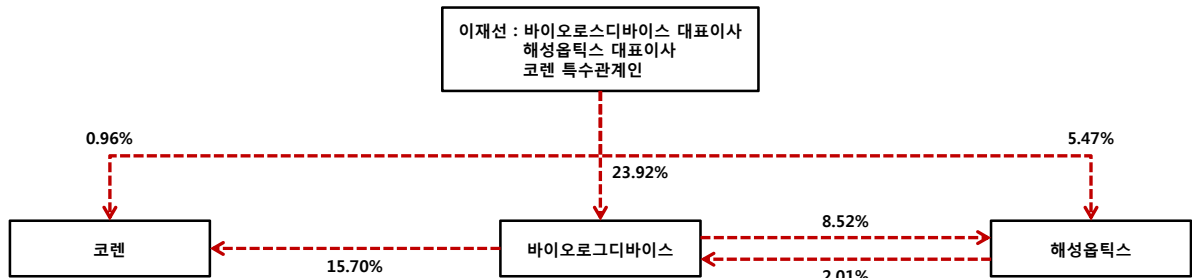 이재선 : 바이오로스디바이스 대표이사
해성옵틱스 대표이사
코렌 특수관계인
0.96%
5.47%
23.92%
코렌
바이오로그디바이스
해성옵틱스
8.52%
15.70%
2.01%